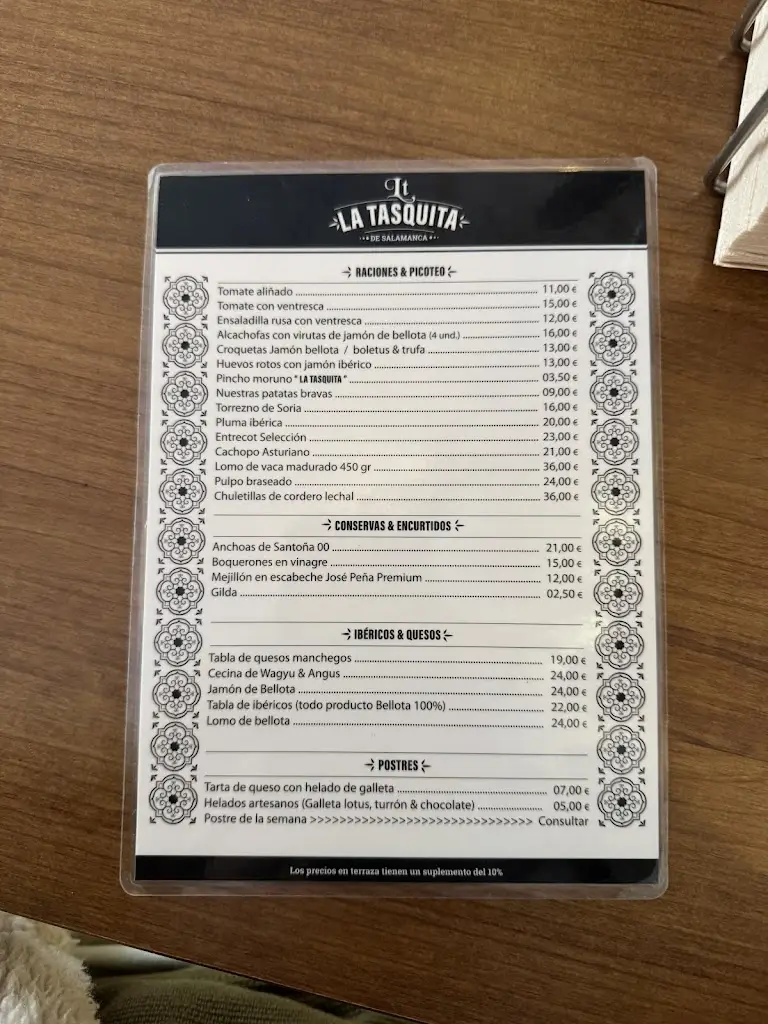 Lt
LA TASQUITA
DE SALAMANCA
RACIONES & PICOTEO
Tomate aliñado 11,00 €
Tomate con ventresca 15,00 €
Ensaladilla rusa con ventresca 12,00 €
Alcachofas con virutas de jamón de bellota (4 und.) 16,00 €
Croquetas Jamón bellota / boletus & trufa 13,00 €
Huevos rotos con jamón ibérico 13,00 €
Pincho moruno "LA TASQUITA" 03,50 €
Nuestras patatas bravas 09,00 €
Torrezno de Soria 16,00 €
Pluma ibérica 20,00 €
Entrecot Selección 23,00 €
Cachopo Asturiano 21,00 €
Lomo de vaca madurado 450 gr 36,00 €
Pulpo braseado 24,00 €
Chuletillas de cordero lechal 36,00 €
CONSERVAS & ENCURTIDOS
Anchoas de Santoña 00 21,00 €
Boquerones en vinagre 15,00 €
Mejillón en escabeche José Peña Premium 12,00 €
Gilda 02,50 €
IBÉRICOS & QUESOS
Tabla de quesos manchegos 19,00 €
Cecina de Wagyu & Angus 24,00 €
Jamón de Bellota 24,00 €
Tabla de ibéricos (todo producto Bellota 100%) 22,00 €
Lomo de bellota 24,00 €
POSTRES
Tarta de queso con helado de galleta 07,00 €
Helados artesanos (Galleta lotus, turrón & chocolate) 05,00 €
Postre de la semana >>>>>>>>>>>>>>>>>>>>>>>>>>>>>> Consultar
Los precios en terraza tienen un suplemento del 10%